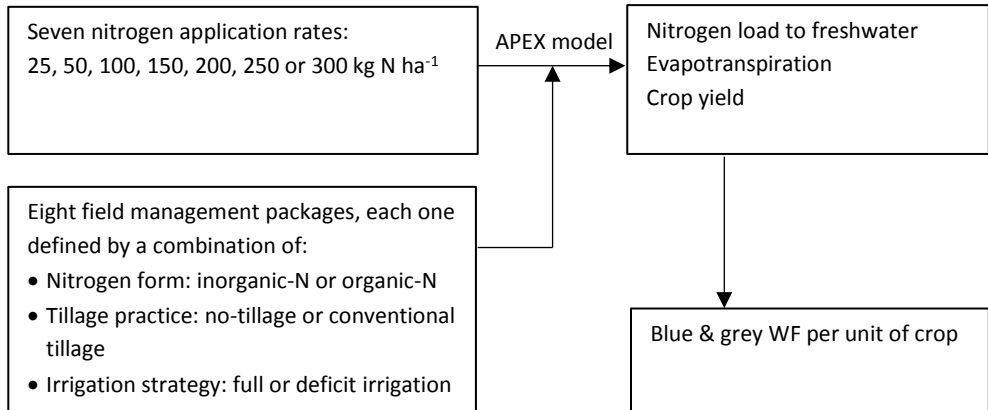 Seven nitrogen application rates:
25, 50, 100, 150, 200, 250 or 300 kg N ha⁻¹
APEX model
Nitrogen load to freshwater
Evapotranspiration
Crop yield
Eight field management packages, each one
defined by a combination of:
• Nitrogen form: inorganic-N or organic-N
• Tillage practice: no-tillage or conventional
tillage
• Irrigation strategy: full or deficit irrigation
Blue & grey WF per unit of crop